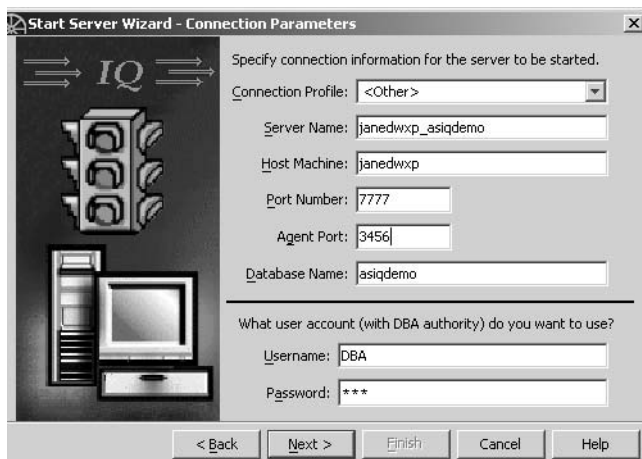 Start Server Wizard - Connection Parameters
IQ
Specify connection information for the server to be started.
Connection Profile: <Other>
Server Name: janedwxp_asiqdemo
Host Machine: janedwxp
Port Number: 7777
Agent Port: 3456
Database Name: asiqdemo
What user account (with DBA authority) do you want to use?
Username: DBA
Password: ***
< Back Next > Finish Cancel Help